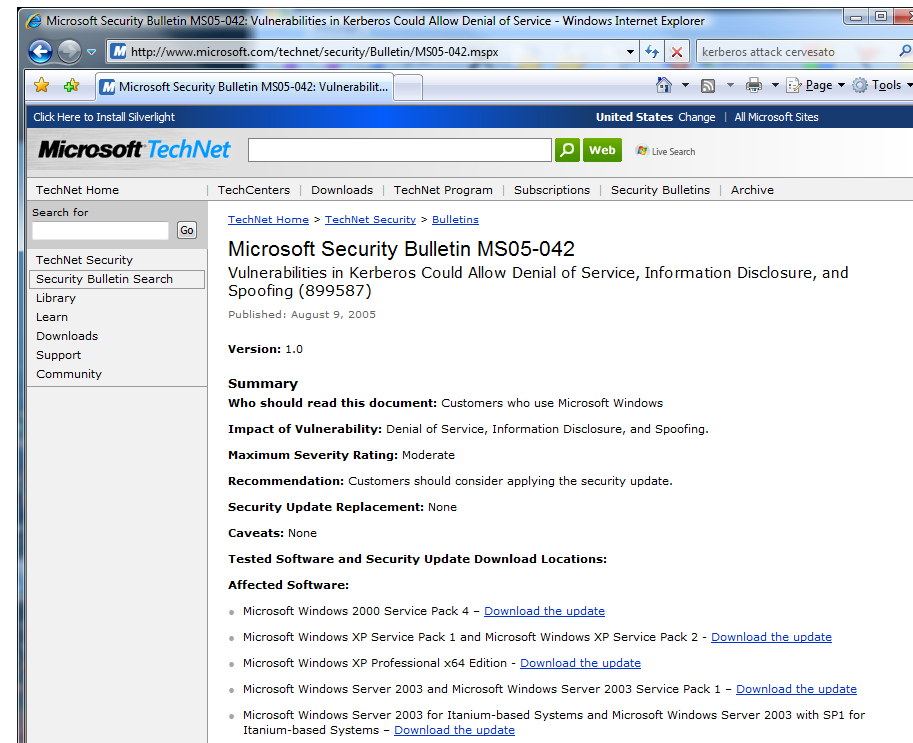 Microsoft Security Bulletin MS05-042: Vulnerabilities in Kerberos Could Allow Denial of Service - Windows Internet Explorer
http://www.microsoft.com/technet/security/Bulletin/MS05-042.mspx
kerberos attack cervesato
Microsoft Security Bulletin MS05-042: Vulnerabilit...
Page
Tools
Click Here to Install Silverlight
United States Change | All Microsoft Sites
Microsoft TechNet
Web
Live Search
TechNet Home | TechCenters | Downloads | TechNet Program | Subscriptions | Security Bulletins | Archive
Search for
Go
TechNet Security
Security Bulletin Search
Library
Learn
Downloads
Support
Community
TechNet Home > TechNet Security > Bulletins
Microsoft Security Bulletin MS05-042
Vulnerabilities in Kerberos Could Allow Denial of Service, Information Disclosure, and
Spoofing (899587)
Published: August 9, 2005
Version: 1.0
Summary
Who should read this document: Customers who use Microsoft Windows
Impact of Vulnerability: Denial of Service, Information Disclosure, and Spoofing.
Maximum Severity Rating: Moderate
Recommendation: Customers should consider applying the security update.
Security Update Replacement: None
Caveats: None
Tested Software and Security Update Download Locations:
Affected Software:
• Microsoft Windows 2000 Service Pack 4 – Download the update
• Microsoft Windows XP Service Pack 1 and Microsoft Windows XP Service Pack 2 - Download the update
• Microsoft Windows XP Professional x64 Edition - Download the update
• Microsoft Windows Server 2003 and Microsoft Windows Server 2003 Service Pack 1 – Download the update
• Microsoft Windows Server 2003 for Itanium-based Systems and Microsoft Windows Server 2003 with SP1 for
Itanium-based Systems – Download the update